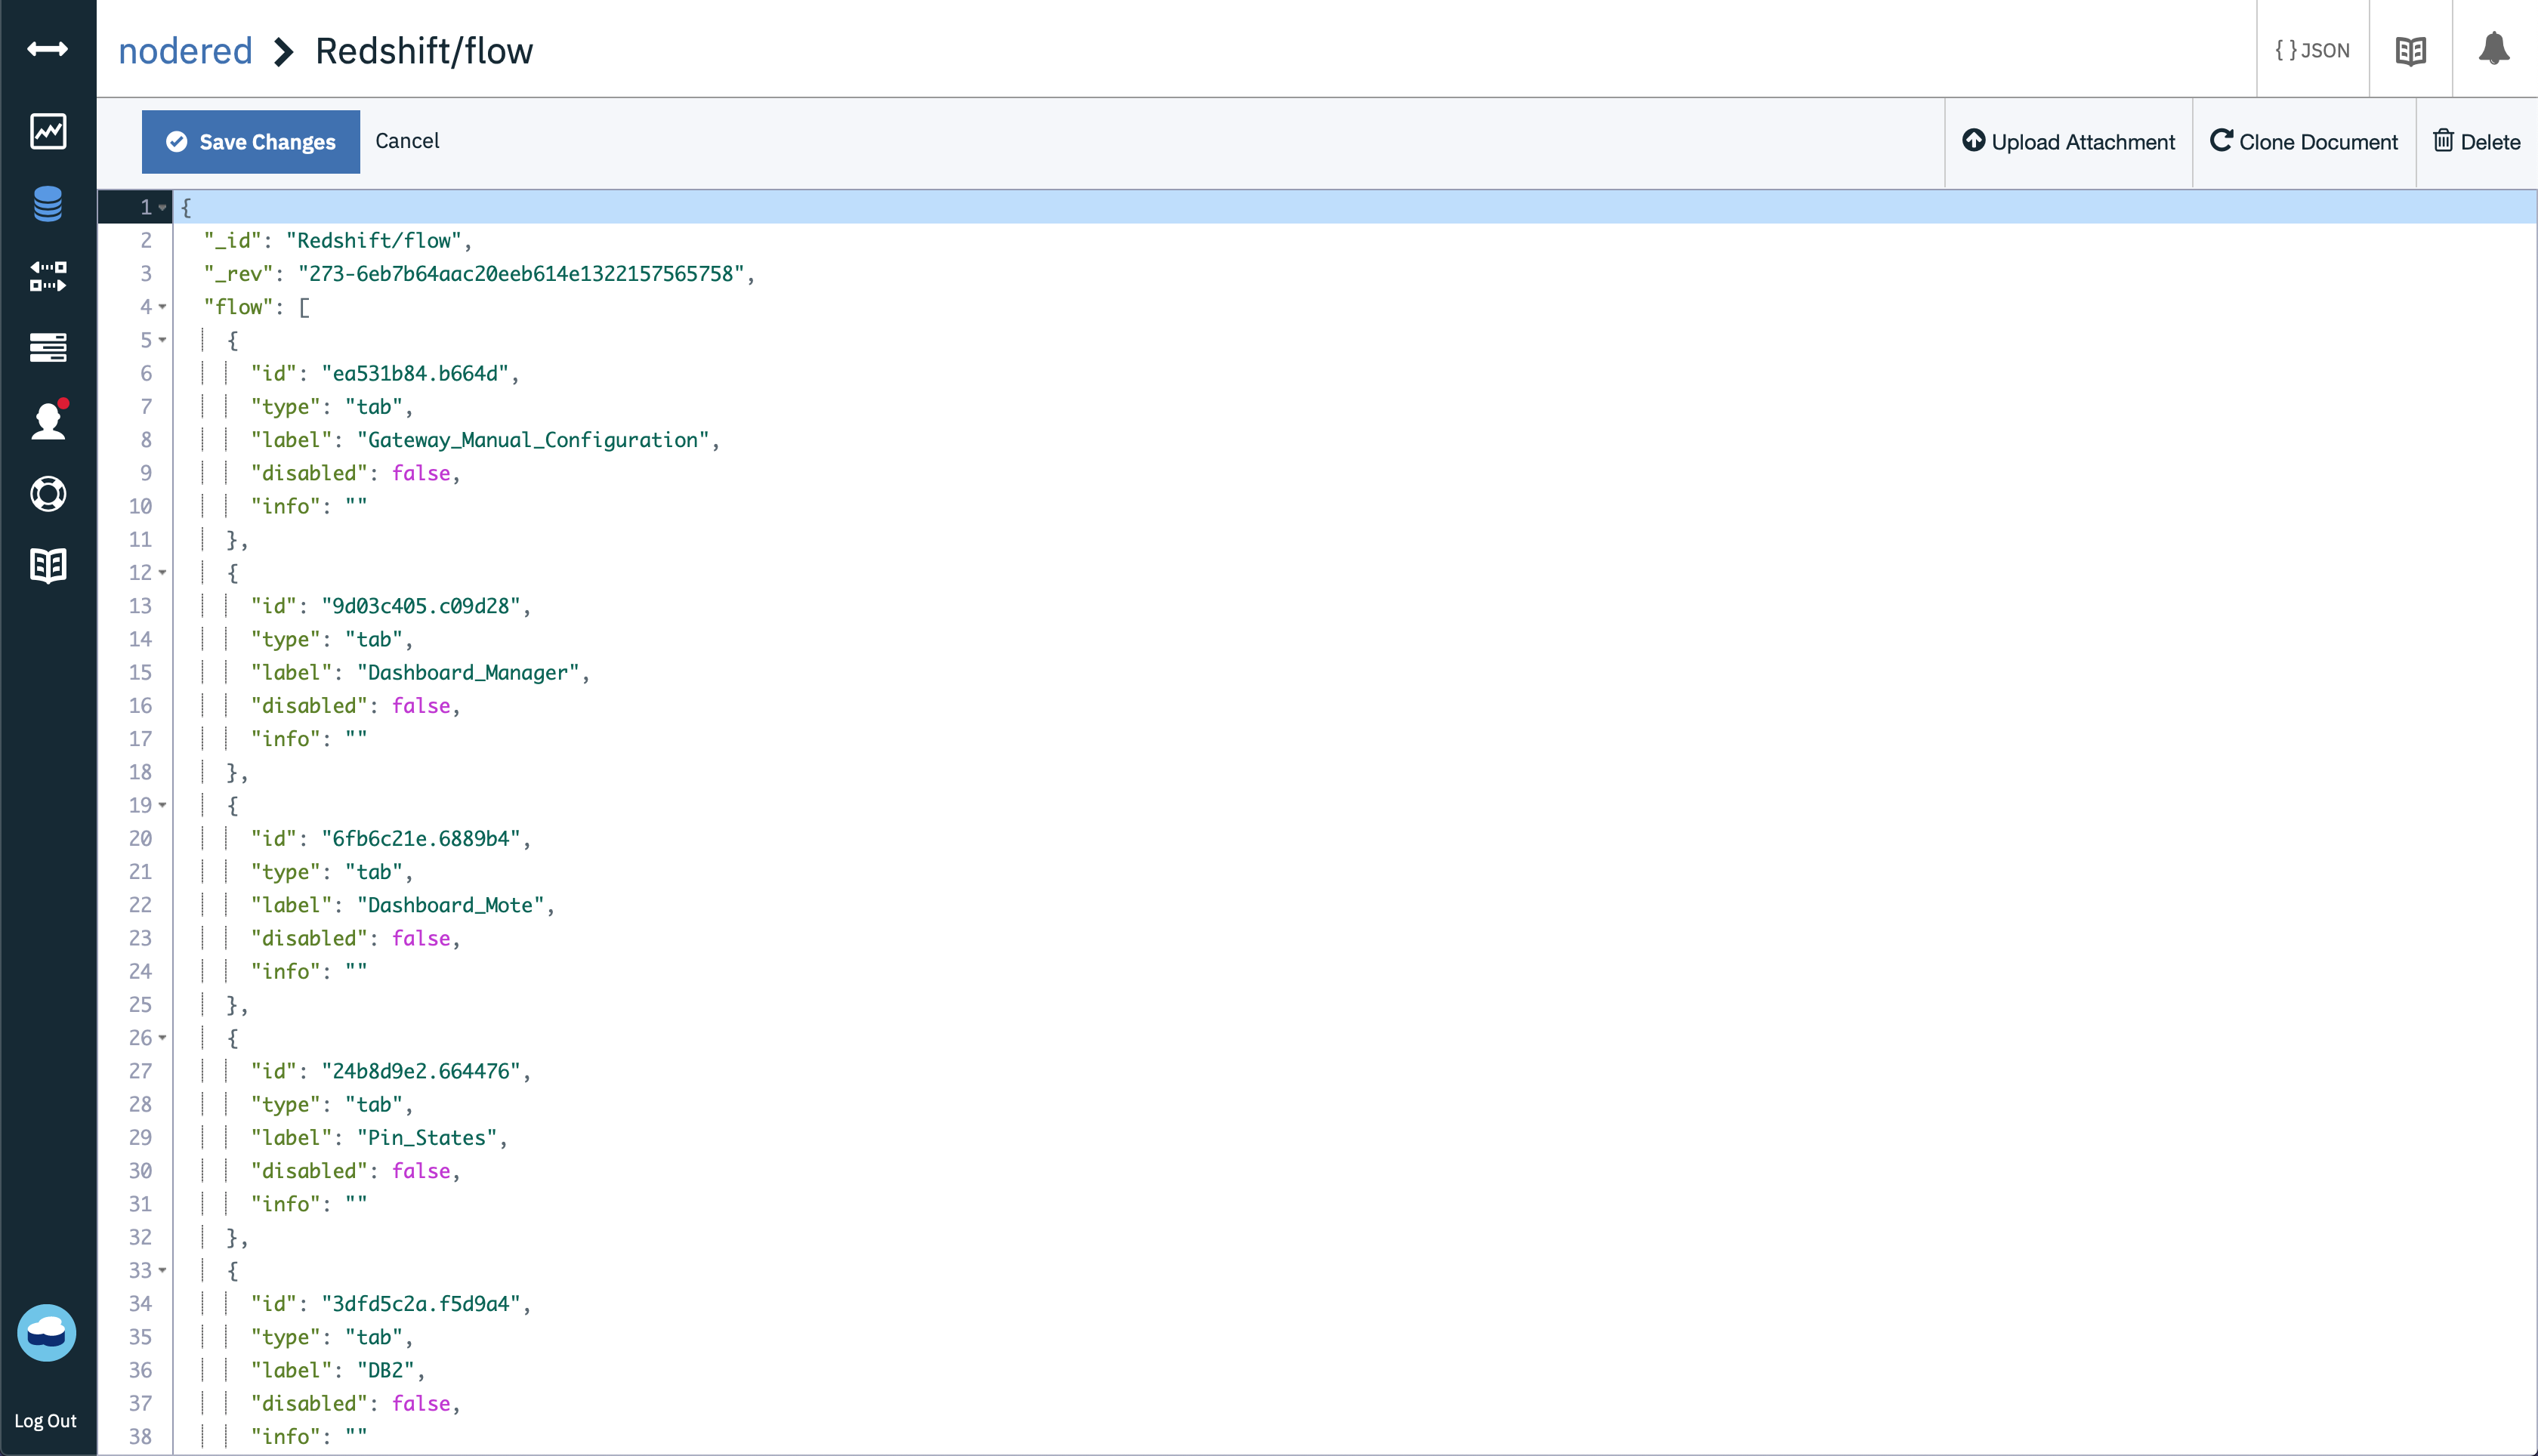 nodered > Redshift/flow
{ } JSON
Save Changes Cancel
Upload Attachment Clone Document Delete
1 {
2 "_id": "Redshift/flow",
3 "_rev": "273-6eb7b64aac20eeb614e1322157565758",
4 "flow": [
5 {
6 "id": "ea531b84.b664d",
7 "type": "tab",
8 "label": "Gateway_Manual_Configuration",
9 "disabled": false,
10 "info": ""
11 },
12 {
13 "id": "9d03c405.c09d28",
14 "type": "tab",
15 "label": "Dashboard_Manager",
16 "disabled": false,
17 "info": ""
18 },
19 {
20 "id": "6fb6c21e.6889b4",
21 "type": "tab",
22 "label": "Dashboard_Mote",
23 "disabled": false,
24 "info": ""
25 },
26 {
27 "id": "24b8d9e2.664476",
28 "type": "tab",
29 "label": "Pin_States",
30 "disabled": false,
31 "info": ""
32 },
33 {
34 "id": "3dfd5c2a.f5d9a4",
35 "type": "tab",
36 "label": "DB2",
37 "disabled": false,
38 "info": ""
Log Out